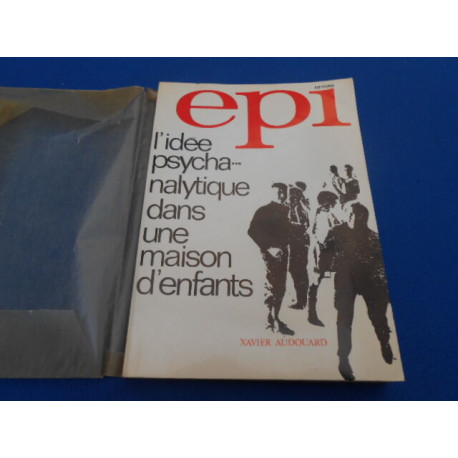 epi
l'idee
psycha...
nalytique
dans
une
maison
d'enfants
XAVIER AUDOUARD